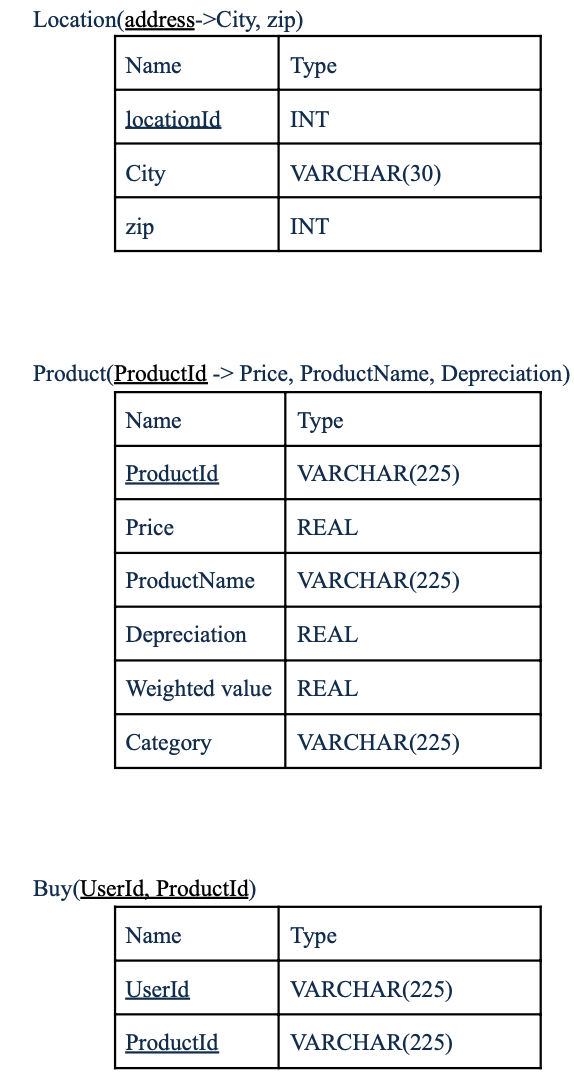 Location(address->City, zip)
Name Type
locationId INT
City VARCHAR(30)
zip INT
Product(ProductId -> Price, ProductName, Depreciation)
Name Type
ProductId VARCHAR(225)
Price REAL
ProductName VARCHAR(225)
Depreciation REAL
Weighted value REAL
Category VARCHAR(225)
Buy(UserId, ProductId)
Name Type
UserId VARCHAR(225)
ProductId VARCHAR(225)